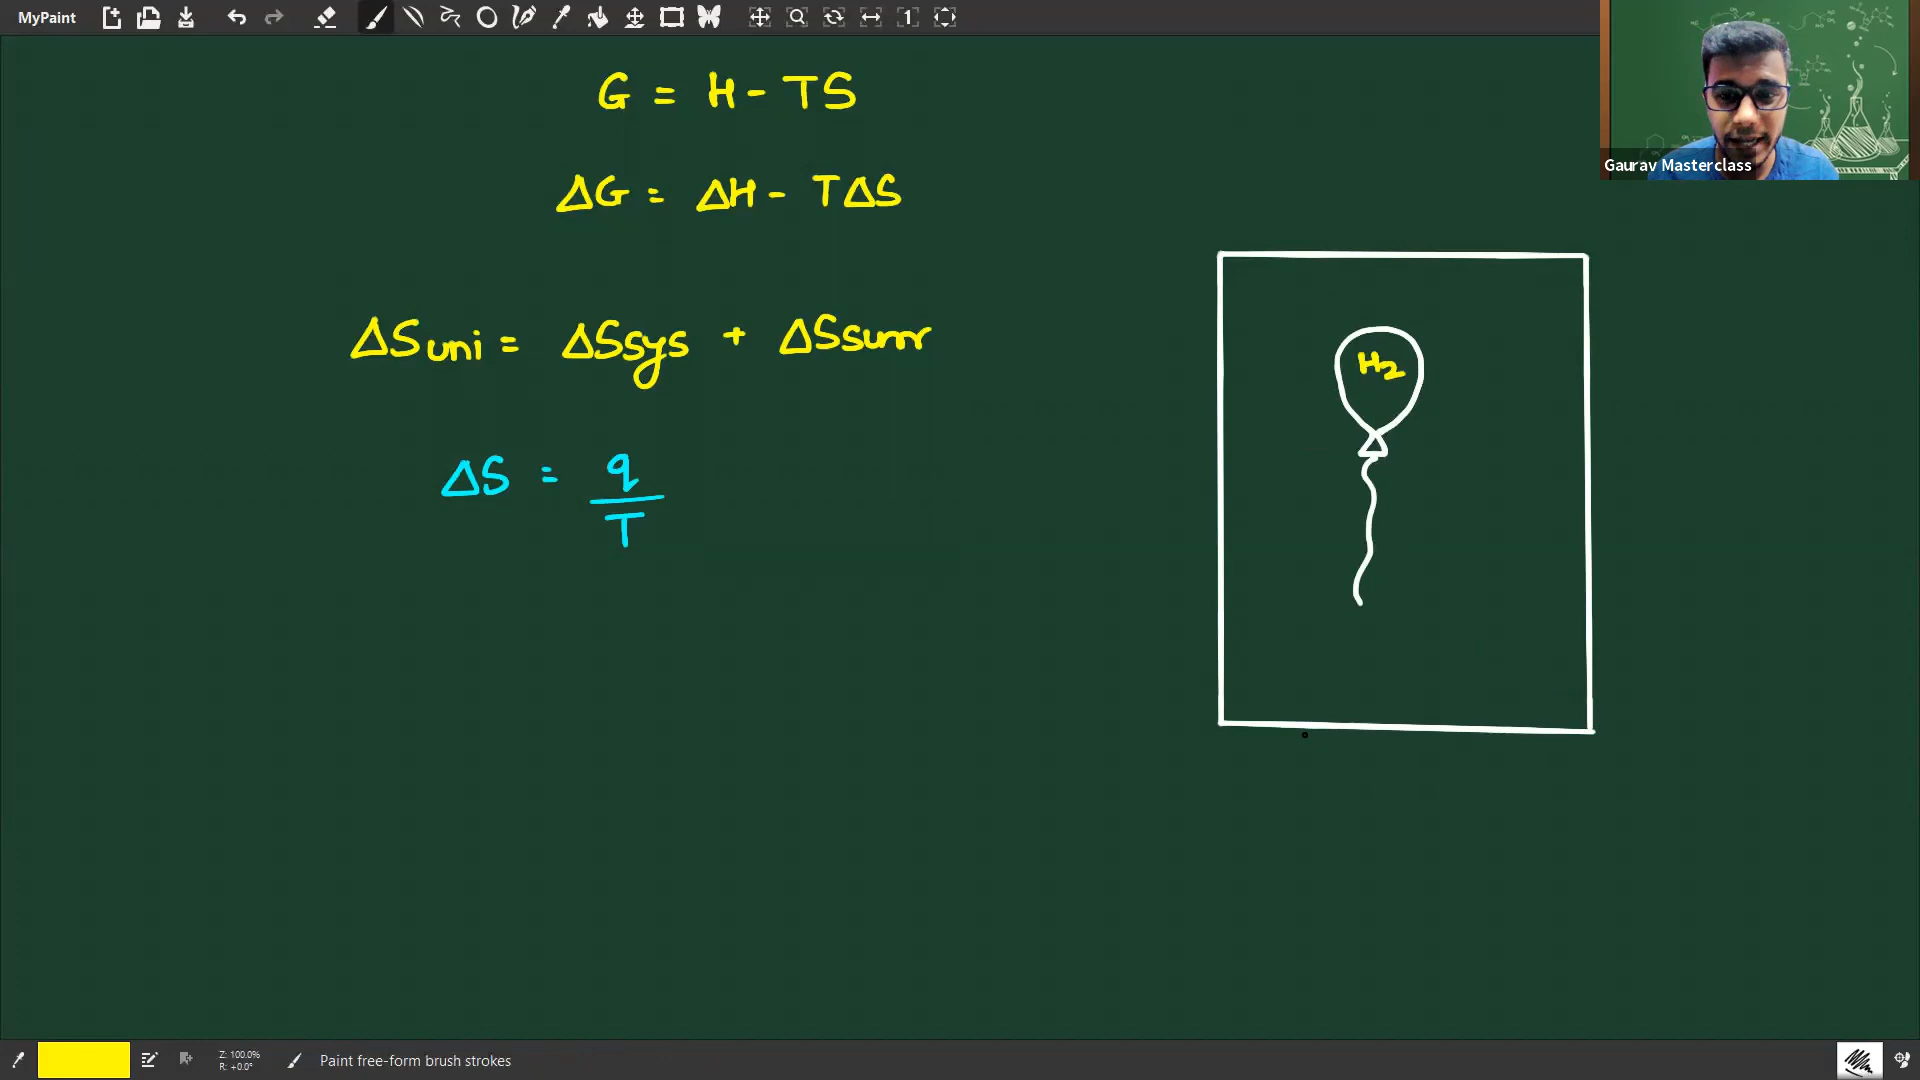 MyPaint
G = H - TS
Gaurav Masterclass
ΔG = ΔH - TΔS
ΔSuni = ΔSsys + ΔSsurr
H2
ΔS = q
T
Z: 100.0%
R: +0.0°
Paint free-form brush strokes